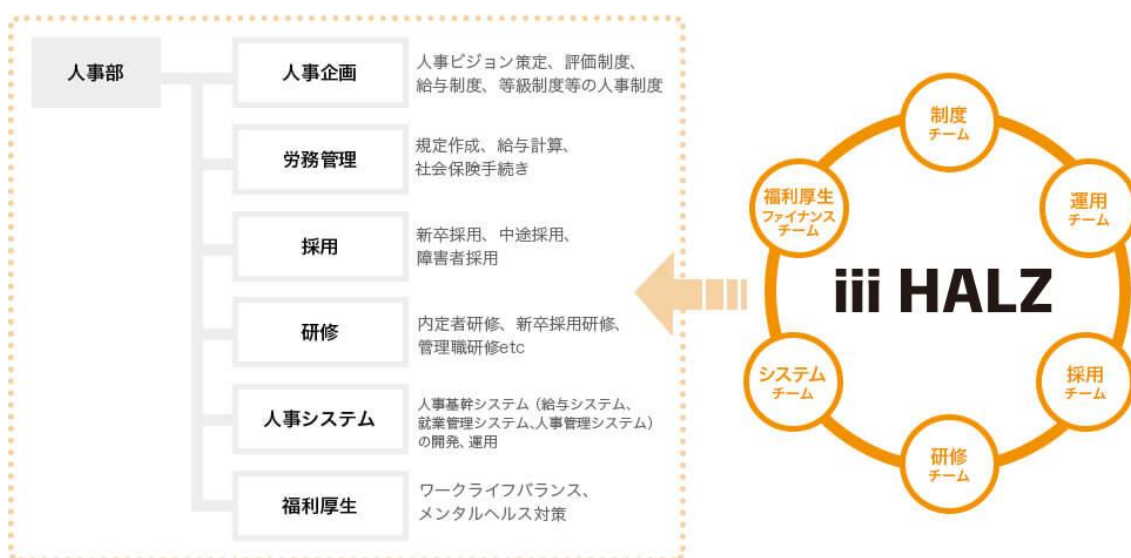 人事部
人事企画
人事ビジョン策定、評価制度、
給与制度、等級制度等の人事制度
労務管理
規定作成、給与計算、
社会保険手続き
採用
新卒採用、中途採用、
障害者採用
研修
内定者研修、新卒採用研修、
管理職研修etc
人事システム
人事基幹システム（給与システム、
就業管理システム、人事管理システム）
の開発、運用
福利厚生
ワークライフバランス、
メンタルヘルス対策
制度
チーム
運用
チーム
採用
チーム
研修
チーム
システム
チーム
福利厚生
ファイナンス
チーム
iii HALZ